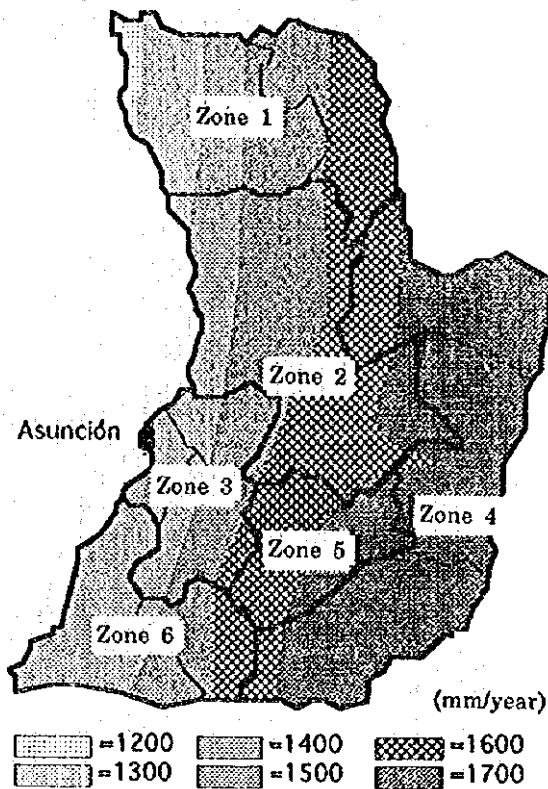 Zone 1
Zone 2
Asunción
Zone 3
Zone 4
Zone 5
Zone 6
(mm/year)
=1200 =1400 =1600
=1300 =1500 =1700